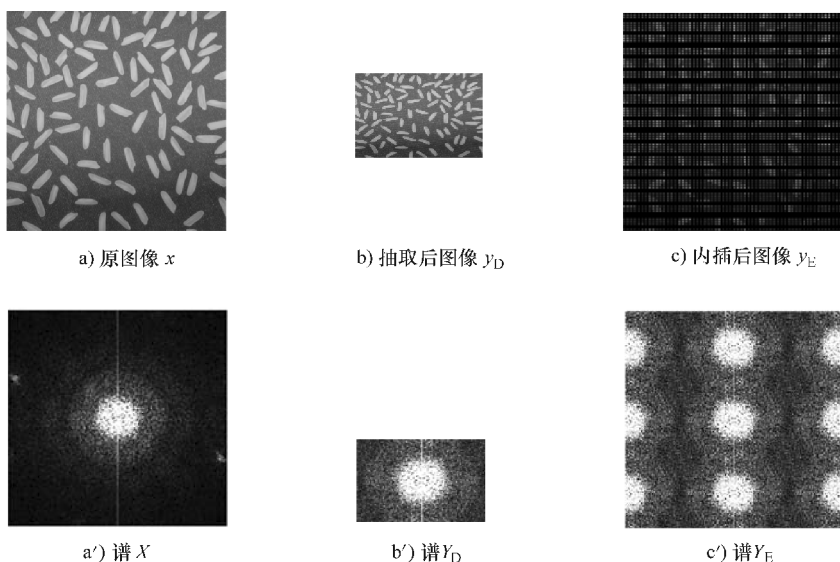 a) 原图像 x
b) 抽取后图像 y_D
c) 内插后图像 y_E
a′) 谱 X
b′) 谱Y_D
c′) 谱Y_E